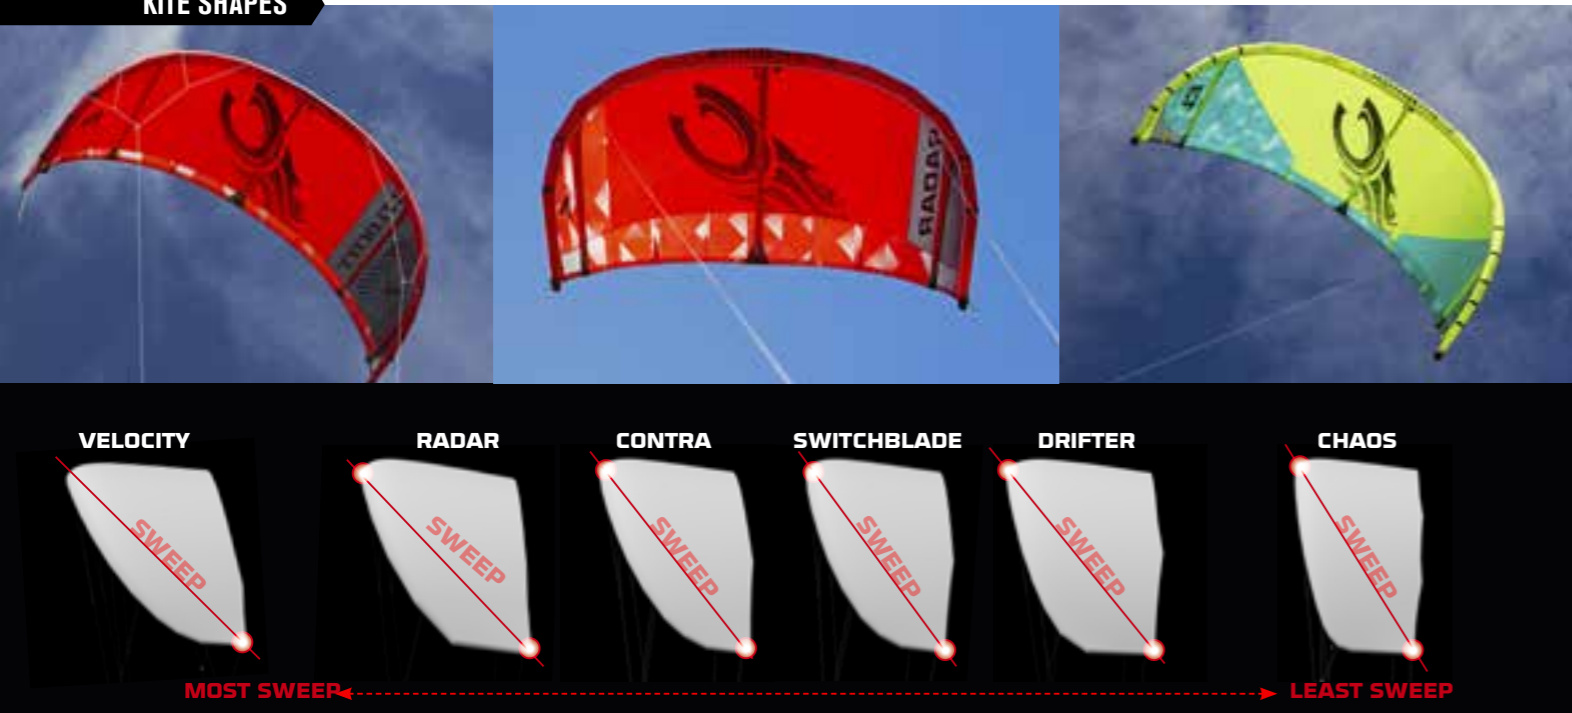 KITE SHAPES
RADAR
VELOCITY
RADAR
CONTRA
SWITCHBLADE
DRIFTER
CHAOS
SWEEP
SWEEP
SWEEP
SWEEP
SWEEP
SWEEP
MOST SWEEP
LEAST SWEEP